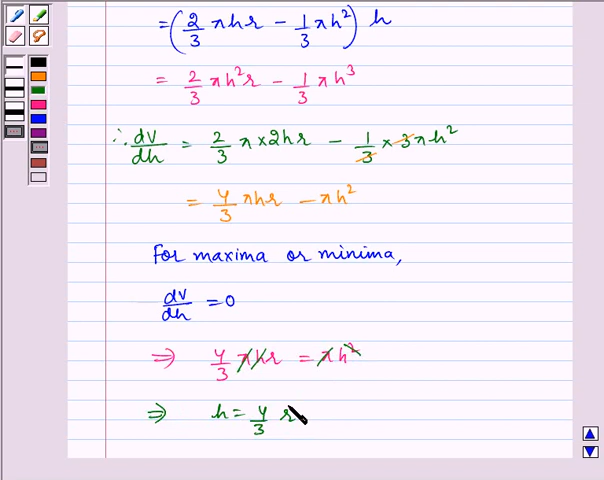 = (2/3 πhr - 1/3 πh²) h
= 2/3 πh²r - 1/3 πh³
∴ dV/dh = 2/3 π×2hr - 1/3 × 3πh²
= 4/3 πhr - πh²
For maxima or minima,
dV/dh = 0
⇒ 4/3 πhr = πh²
⇒ h = 4/3 r